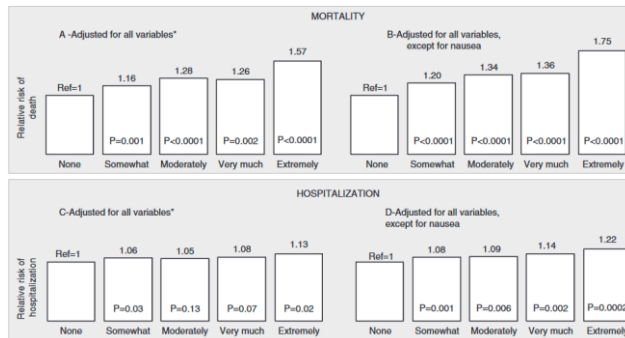 MORTALITY
A -Adjusted for all variables*
B-Adjusted for all variables,
except for nausea
Relative risk of
death
Ref=1
1.16
1.28
1.26
1.57
P=0.001
P<0.0001
P=0.002
P<0.0001
None
Somewhat
Moderately
Very much
Extremely
Ref=1
1.20
1.34
1.36
1.75
P<0.0001
P<0.0001
P<0.0001
P<0.0001
None
Somewhat
Moderately
Very much
Extremely
HOSPITALIZATION
C-Adjusted for all variables*
D-Adjusted for all variables,
except for nausea
Relative risk of
hospitalization
Ref=1
1.06
1.05
1.08
1.13
P=0.03
P=0.13
P=0.07
P=0.02
None
Somewhat
Moderately
Very much
Extremely
Ref=1
1.08
1.09
1.14
1.22
P=0.001
P=0.006
P=0.002
P=0.0002
None
Somewhat
Moderately
Very much
Extremely